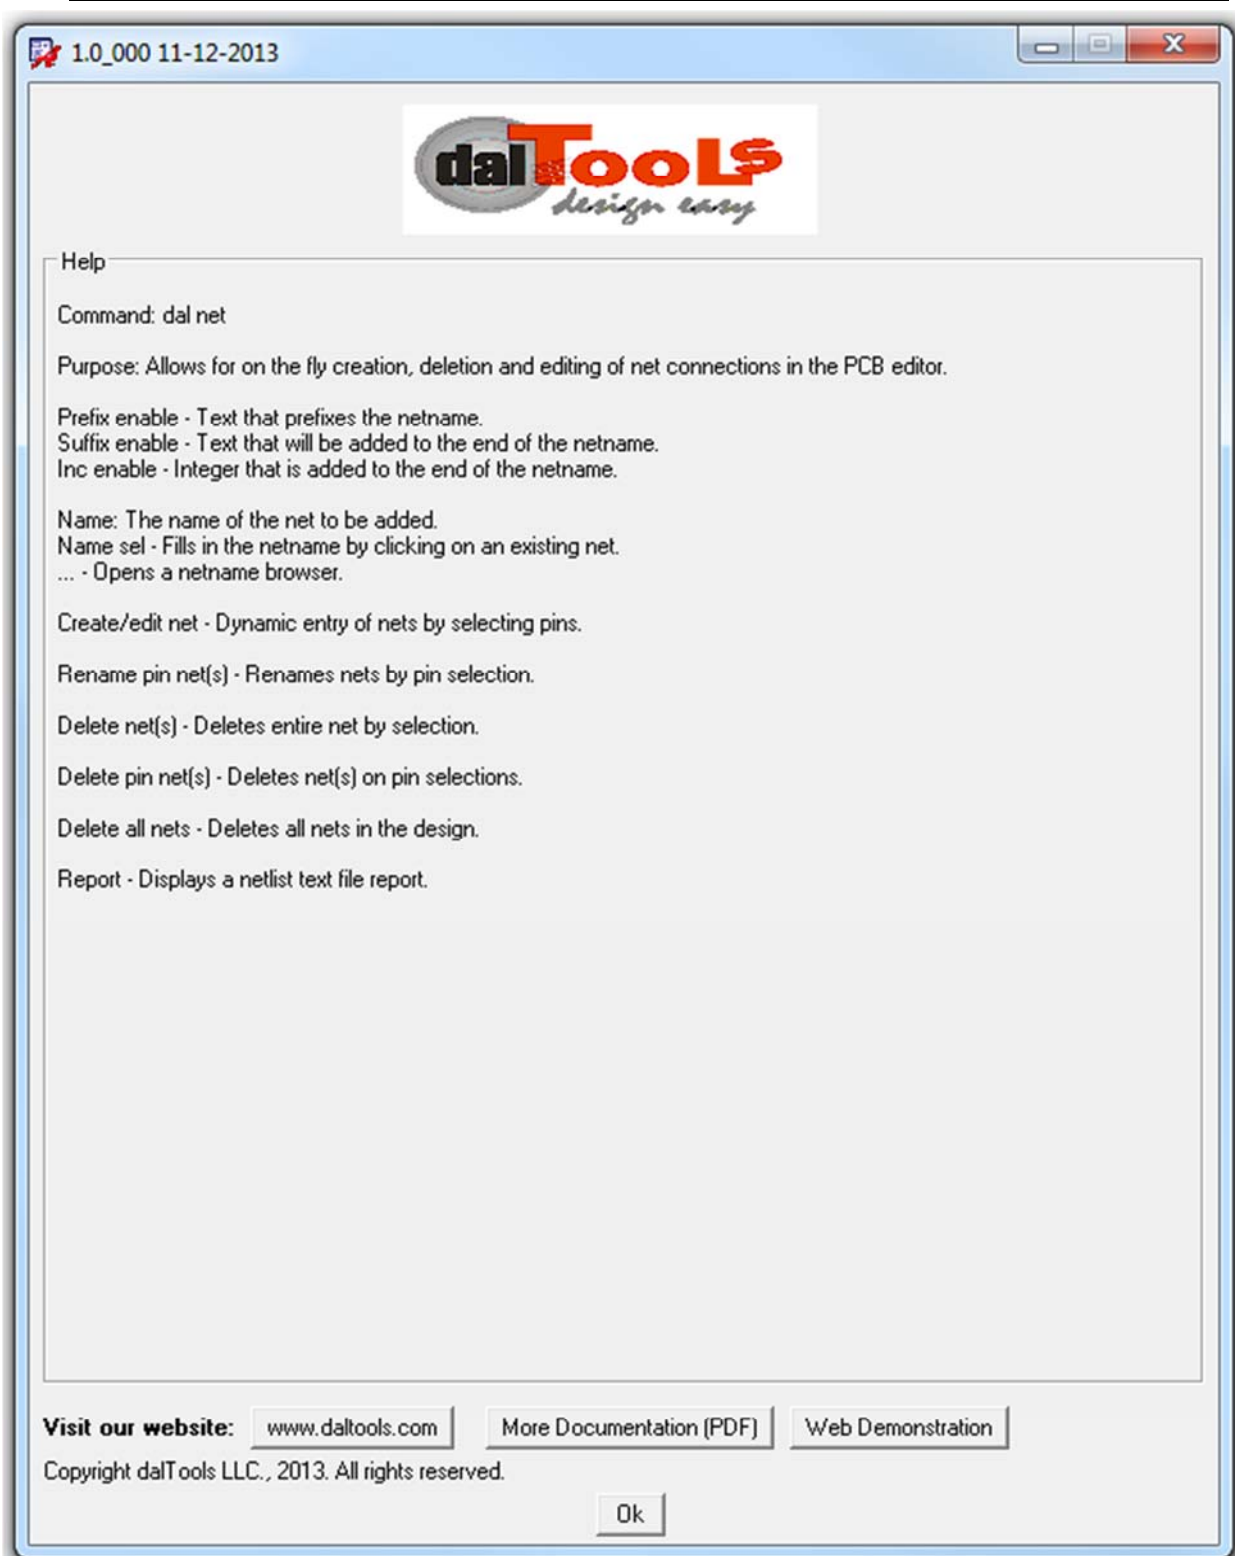 1.0_000 11-12-2013
dalTooLs
design easy
Help
Command: dal net
Purpose: Allows for on the fly creation, deletion and editing of net connections in the PCB editor.
Prefix enable - Text that prefixes the netname.
Suffix enable - Text that will be added to the end of the netname.
Inc enable - Integer that is added to the end of the netname.
Name: The name of the net to be added.
Name sel - Fills in the netname by clicking on an existing net.
... - Opens a netname browser.
Create/edit net - Dynamic entry of nets by selecting pins.
Rename pin net(s) - Renames nets by pin selection.
Delete net(s) - Deletes entire net by selection.
Delete pin net(s) - Deletes net(s) on pin selections.
Delete all nets - Deletes all nets in the design.
Report - Displays a netlist text file report.
Visit our website: www.daltools.com More Documentation (PDF) Web Demonstration
Copyright dalTools LLC., 2013. All rights reserved.
Ok